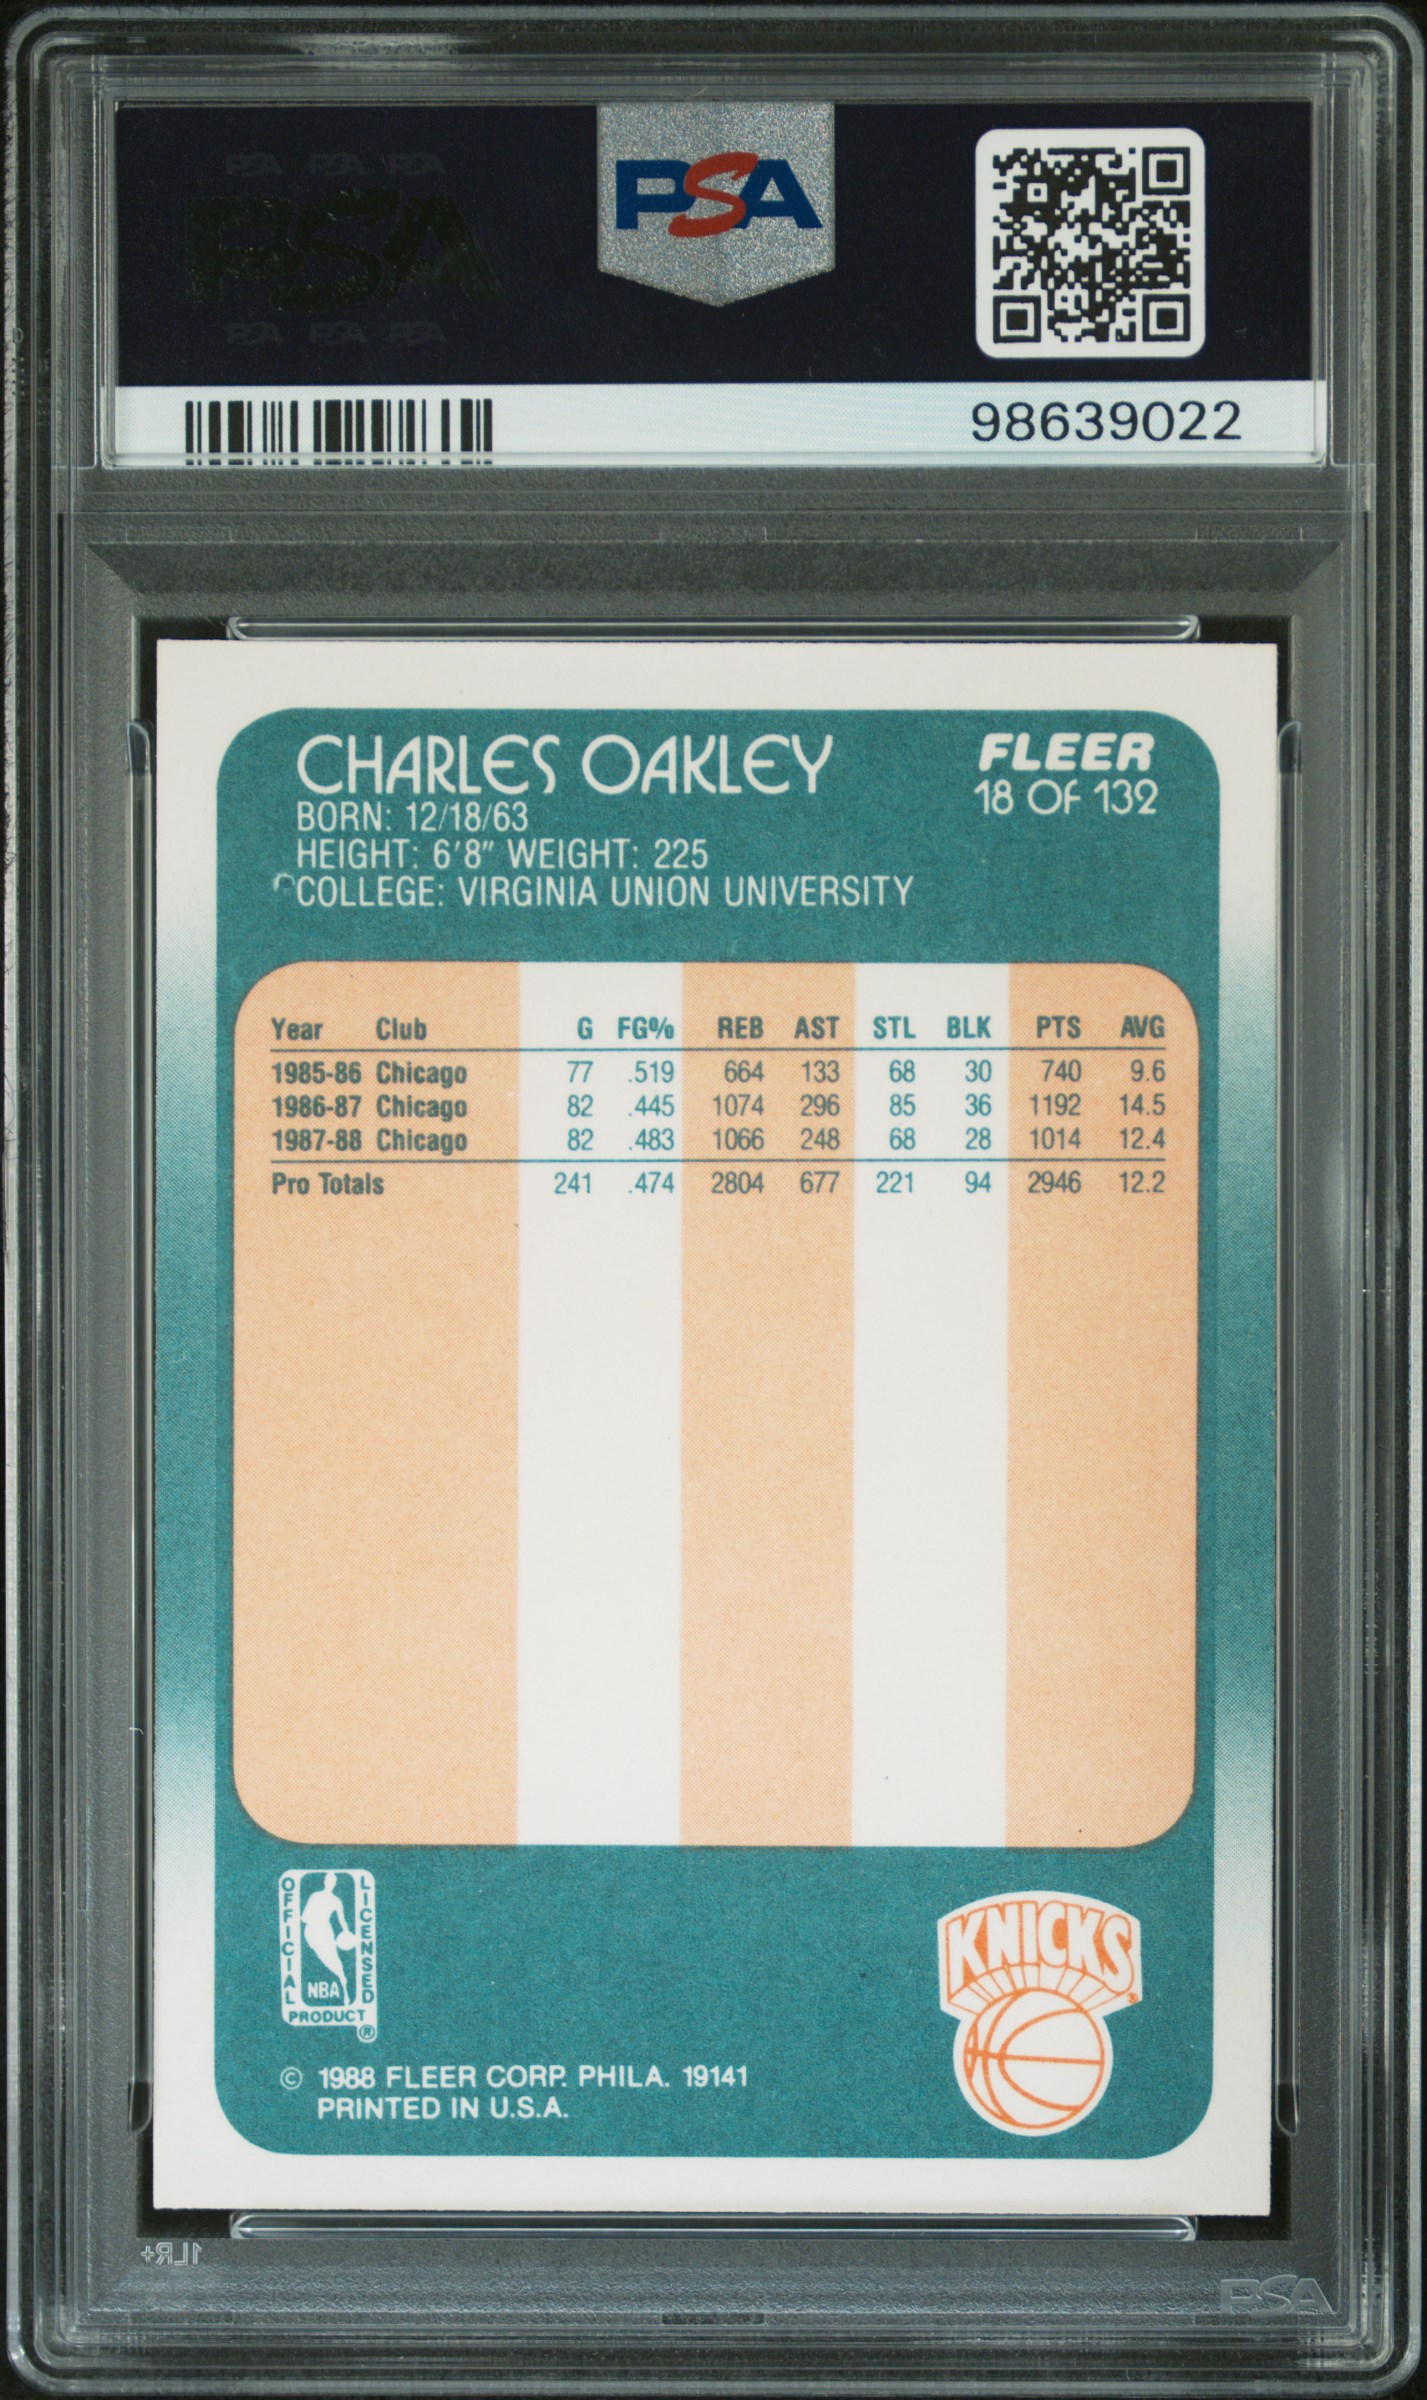 PSA PSA PSA
PSA
PSA PSA PSA
PSA
98639022
CHARLES OAKLEY
FLEER
18 OF 132
BORN: 12/18/63
HEIGHT: 6'8" WEIGHT: 225
COLLEGE: VIRGINIA UNION UNIVERSITY
Year Club G FG% REB AST STL BLK PTS AVG
1985-86 Chicago 77 .519 664 133 68 30 740 9.6
1986-87 Chicago 82 .445 1074 296 85 36 1192 14.5
1987-88 Chicago 82 .483 1066 248 68 28 1014 12.4
Pro Totals 241 .474 2804 677 221 94 2946 12.2
OFFICIAL LICENSED
NBA
PRODUCT
®
KNICKS
®
© 1988 FLEER CORP. PHILA. 19141
PRINTED IN U.S.A.
1LR+
PSA